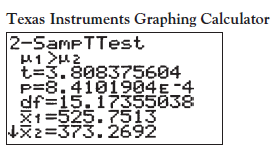 Texas Instruments Graphing Calculator
2-SampTTest
μ1>μ2
t=3.808375604
p=8.4101904E-4
df=15.17355038
x̄1=525.7513
↓x̄2=373.2692